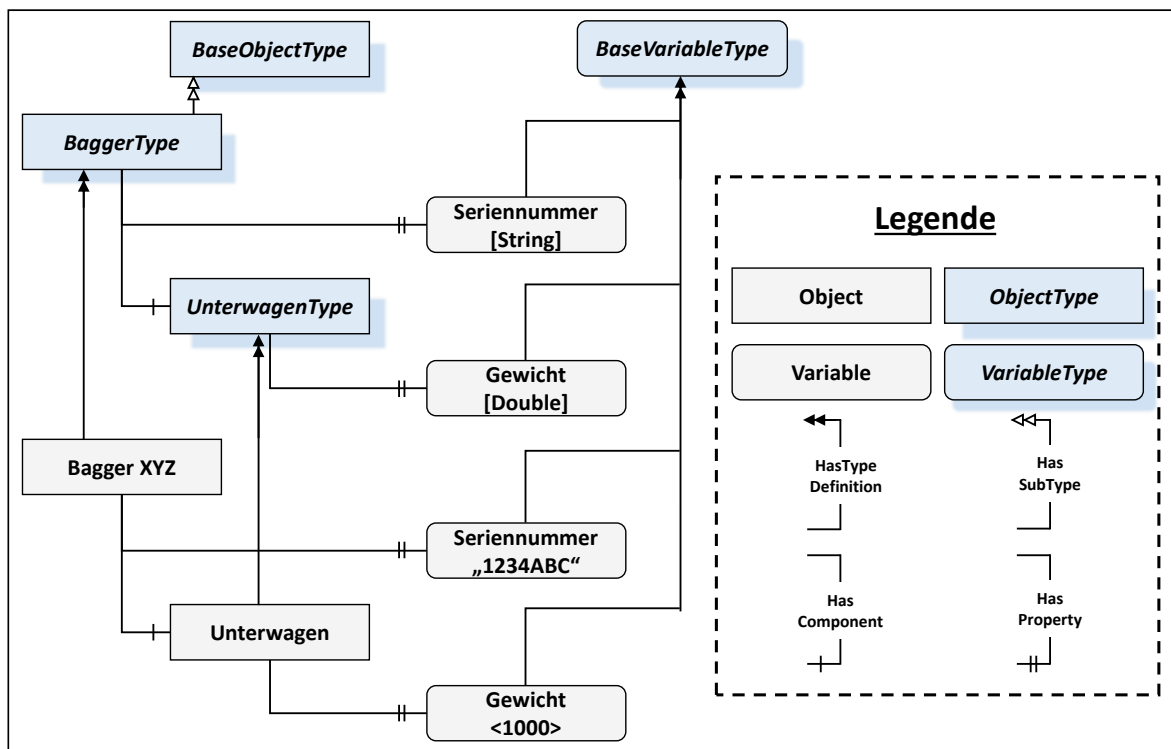 BaseObjectType
BaseVariableType
BaggerType
Seriennummer
[String]
UnterwagenType
Gewicht
[Double]
Bagger XYZ
Seriennummer
„1234ABC“
Unterwagen
Gewicht
<1000>
Legende
Object
ObjectType
Variable
VariableType
HasType
Definition
Has
SubType
Has
Component
Has
Property